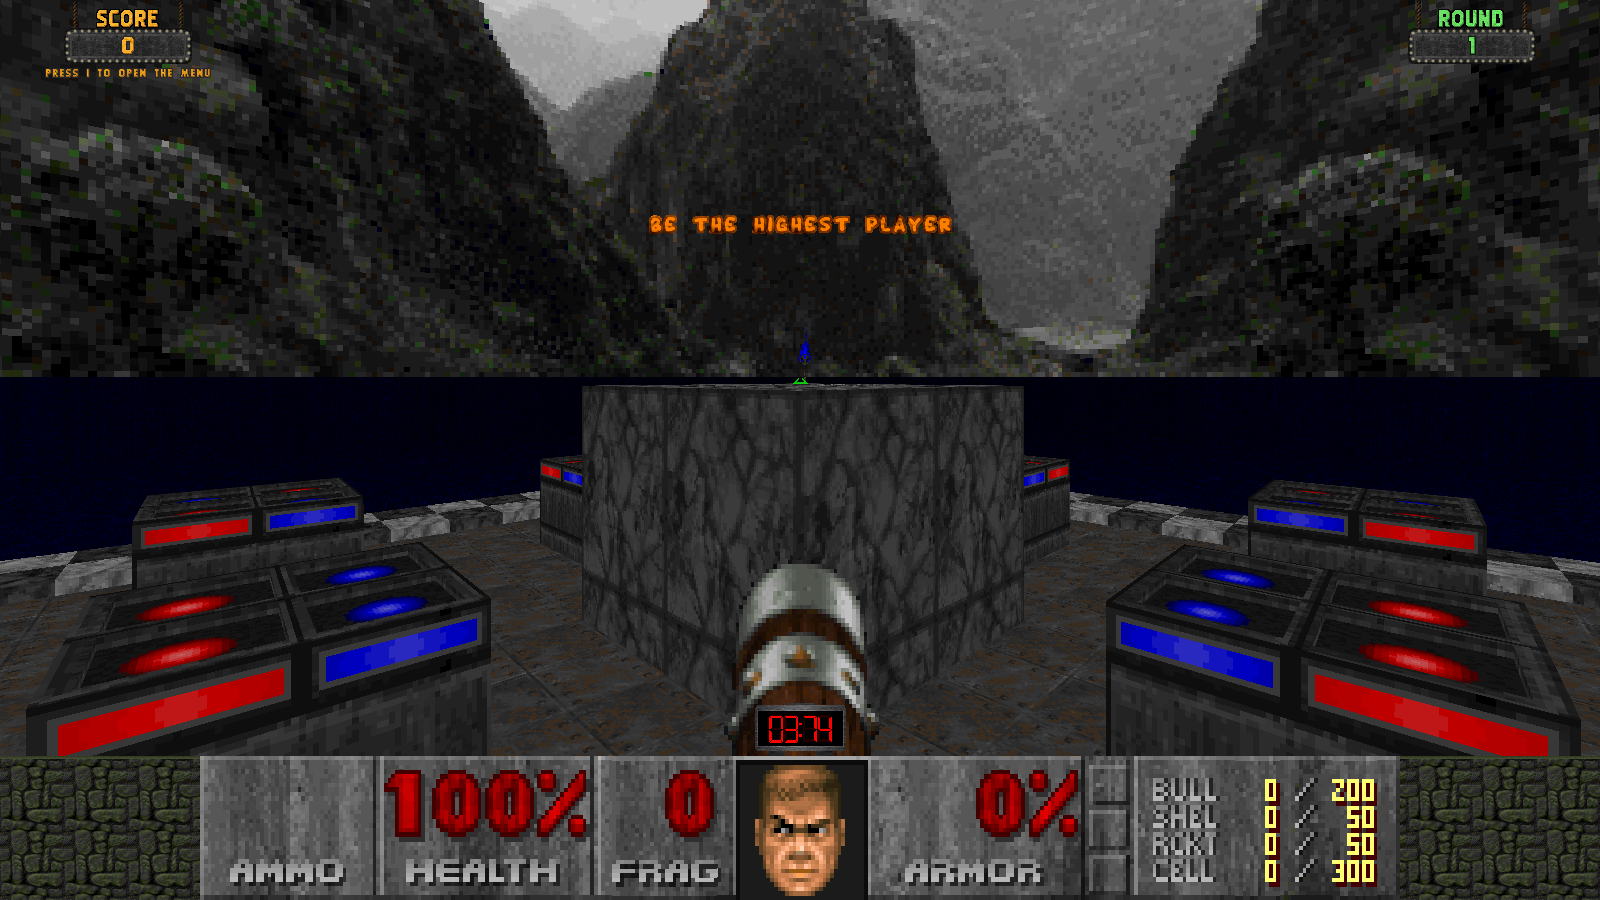 SCORE
0
PRESS I TO OPEN THE MENU
ROUND
1
BE THE HIGHEST PLAYER
03:74
AMMO
100%
HEALTH
0
FRAG
0%
ARMOR
BULL 0 / 200
SHEL 0 / 50
RCKT 0 / 50
CELL 0 / 300